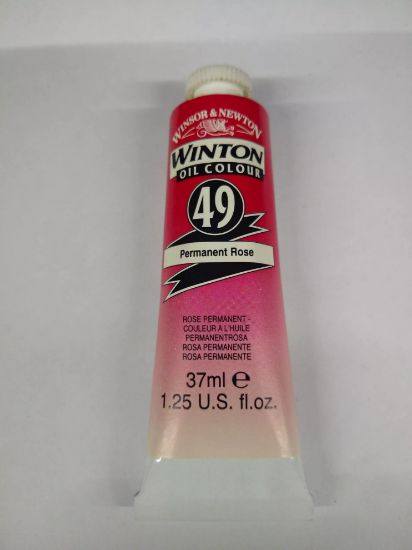 WINSOR & NEWTON
WINTON
OIL COLOUR
49
Permanent Rose
ROSE PERMANENT -
COULEUR A L'HUILE
PERMANENTROSA
ROSA PERMANENTE
ROSA PERMANENTE
37ml e
1.25 U.S. fl.oz.